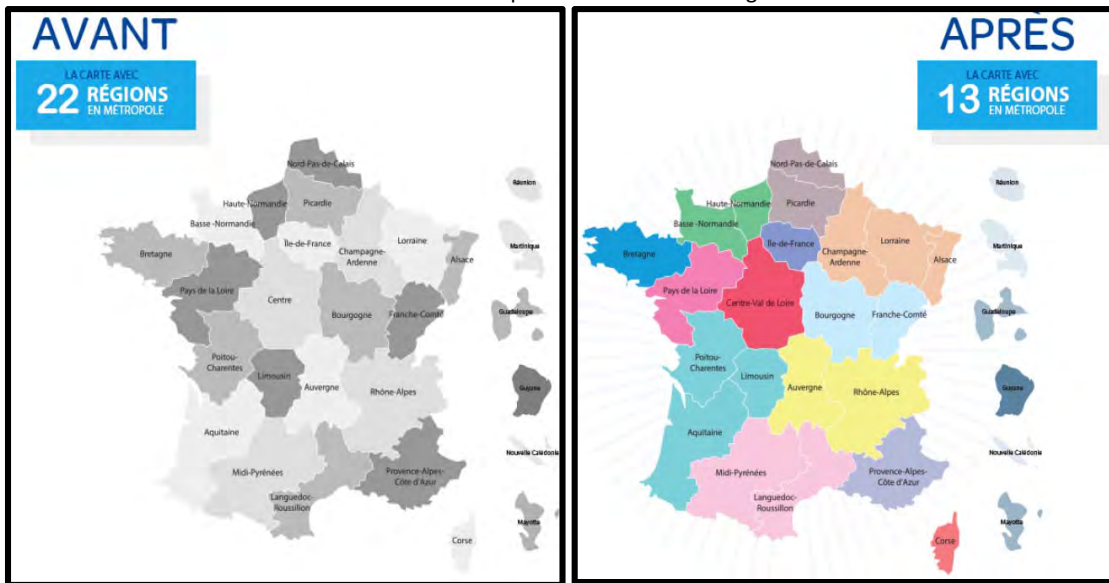 AVANT
LA CARTE AVEC
22 RÉGIONS
EN MÉTROPOLE
Nord-Pas-de-Calais
Haute-Normandie
Picardie
Basse -Normandie
Île-de-France
Champagne-
Ardenne
Lorraine
Alsace
Bretagne
Pays de la Loire
Centre
Bourgogne
Franche-Comté
Poitou-
Charentes
Limousin
Auvergne
Rhône-Alpes
Aquitaine
Midi-Pyrénées
Languedoc-
Roussillon
Provence-Alpes-
Côte d'Azur
Corse
Réunion
Martinique
Guadeloupe
Guyane
Nouvelle Calédonie
Mayotte
APRÈS
LA CARTE AVEC
13 RÉGIONS
EN MÉTROPOLE
Nord-Pas-de-Calais
Haute-Normandie
Picardie
Basse -Normandie
Île-de-France
Champagne-
Ardenne
Lorraine
Alsace
Bretagne
Pays de la Loire
Centre-Val de Loire
Bourgogne
Franche-Comté
Poitou-
Charentes
Limousin
Auvergne
Rhône-Alpes
Aquitaine
Midi-Pyrénées
Languedoc-
Roussillon
Provence-Alpes-
Côte d'Azur
Corse
Réunion
Martinique
Guadeloupe
Guyane
Nouvelle Calédonie
Mayotte